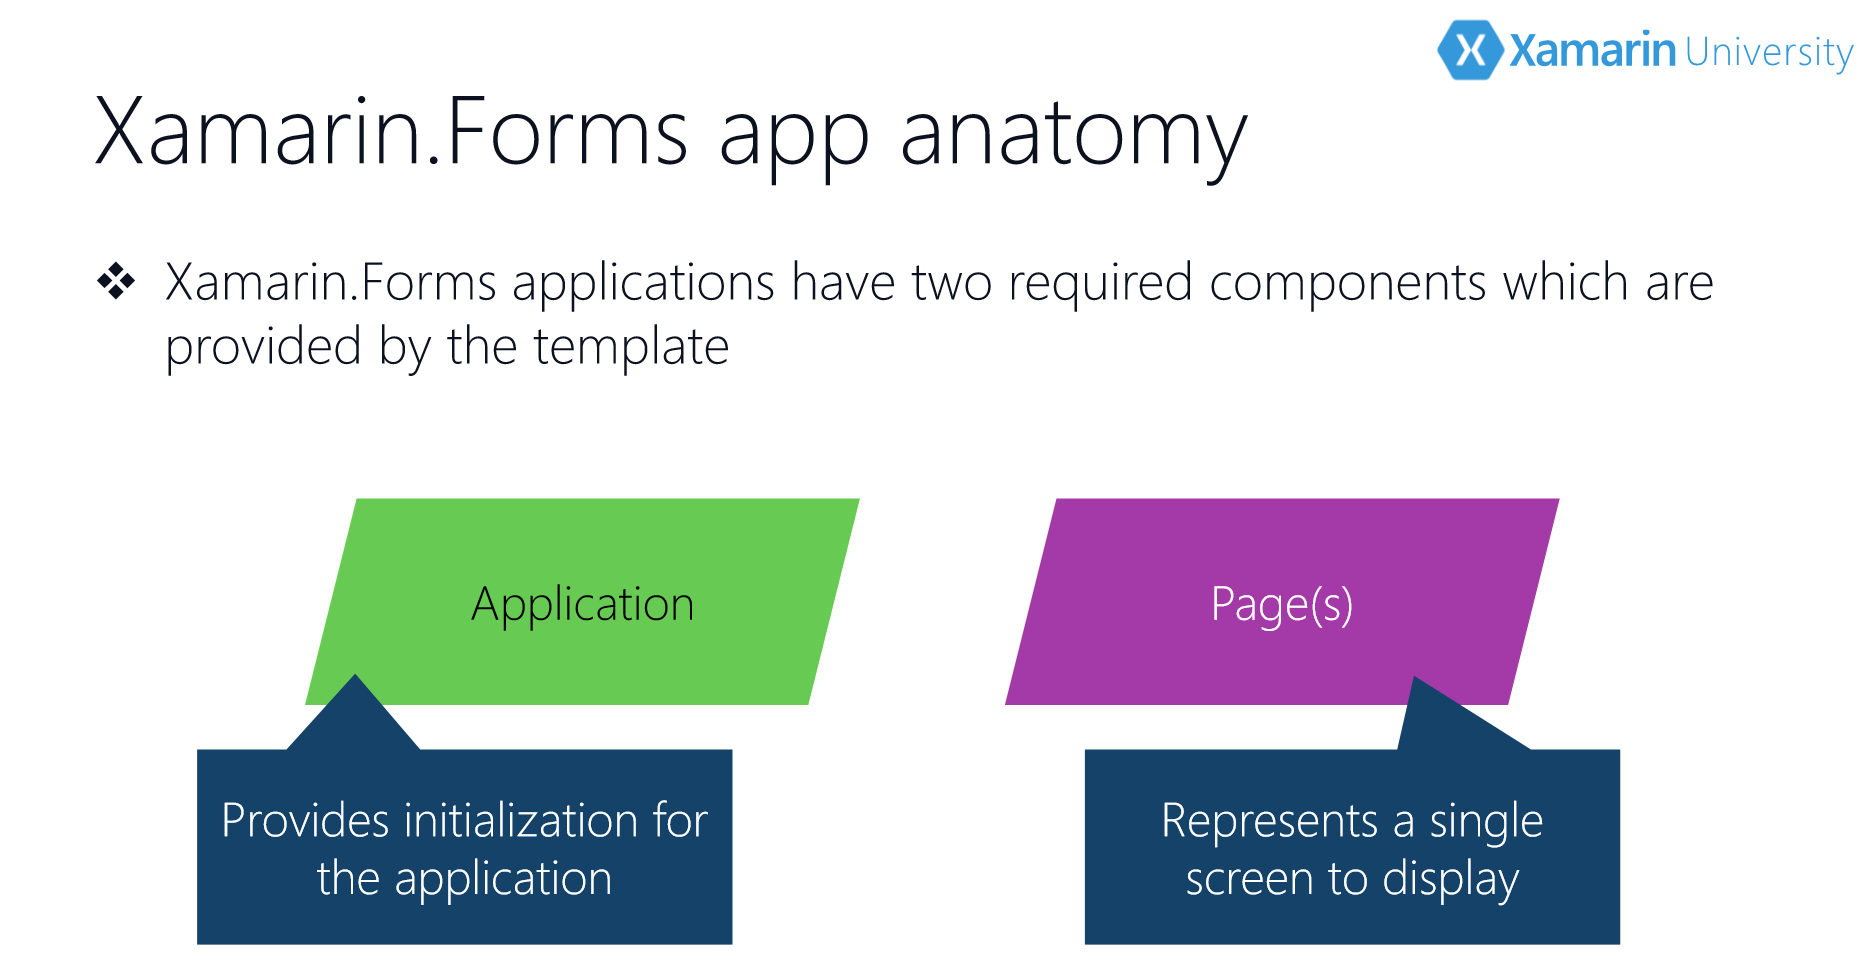 Xamarin University
Xamarin.Forms app anatomy
❖ Xamarin.Forms applications have two required components which are
provided by the template
Application
Page(s)
Provides initialization for
the application
Represents a single
screen to display